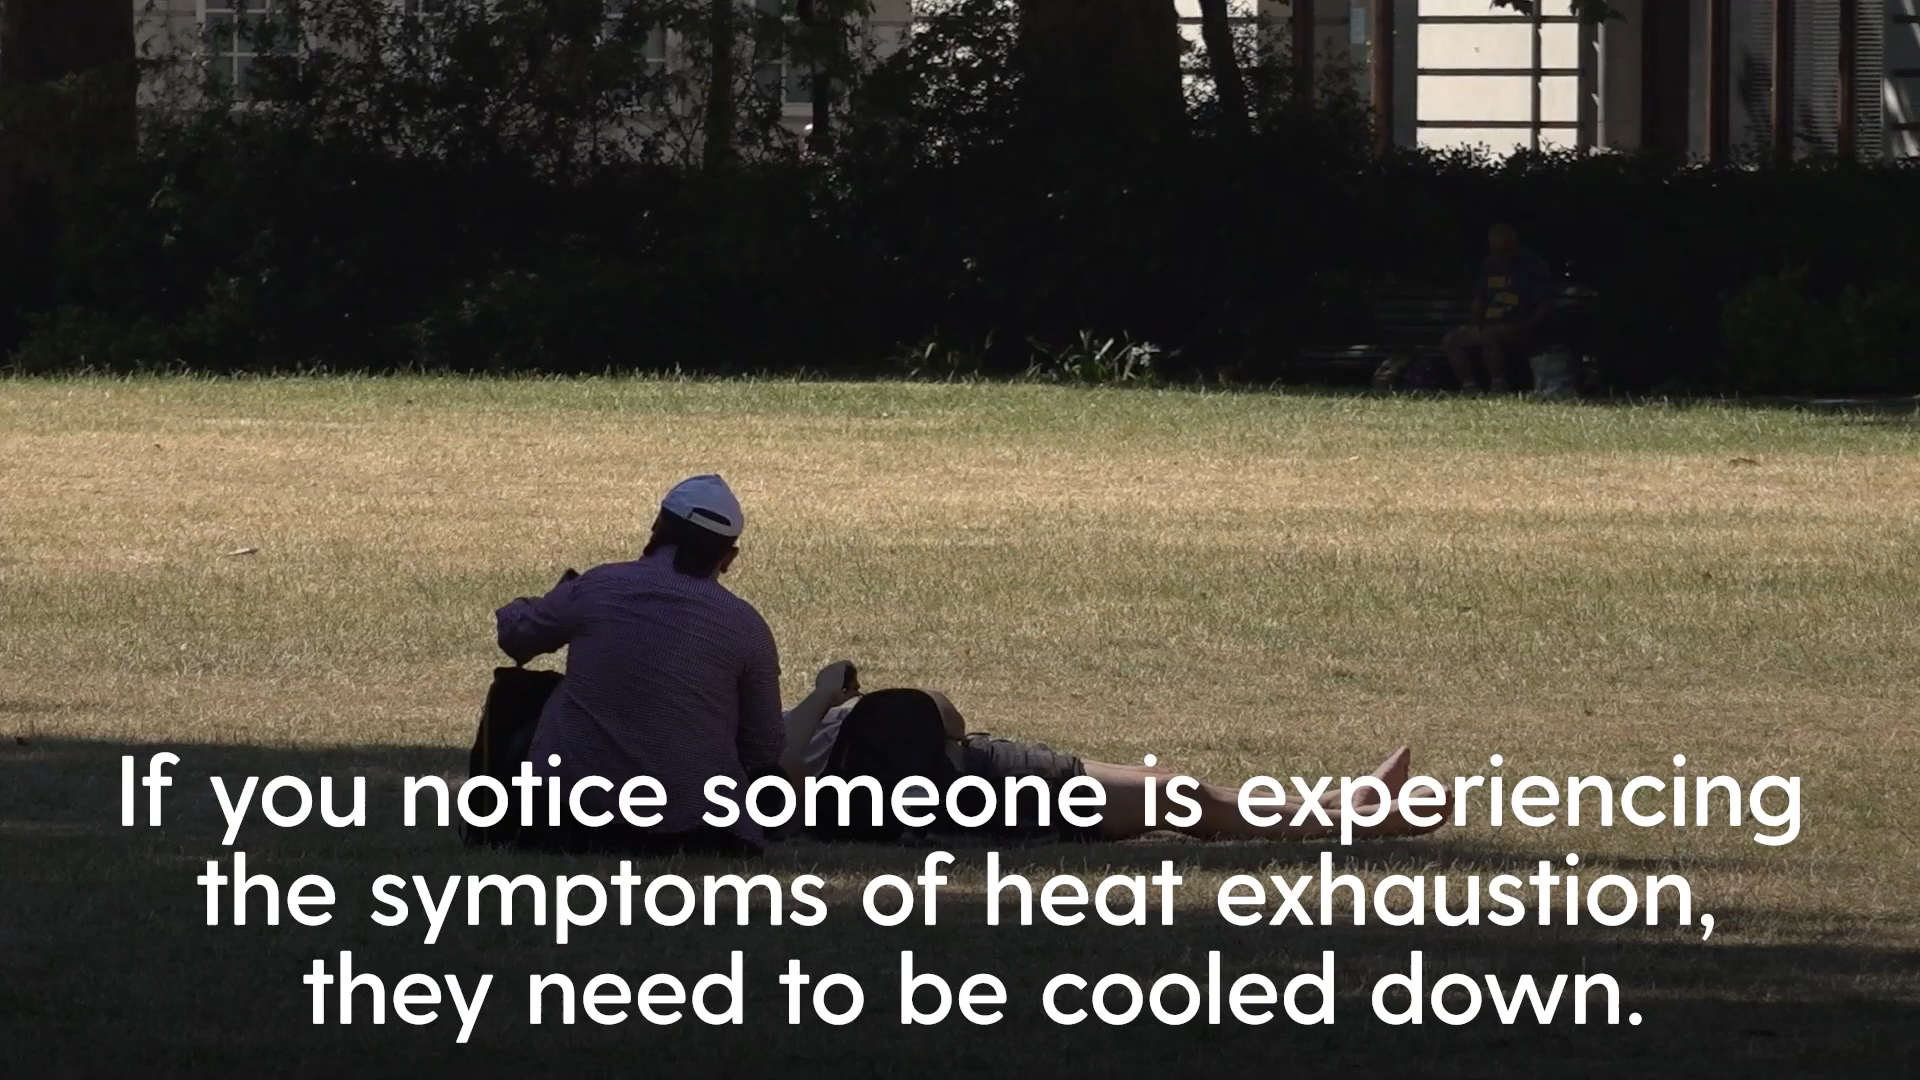 If you notice someone is experiencing
the symptoms of heat exhaustion,
they need to be cooled down.